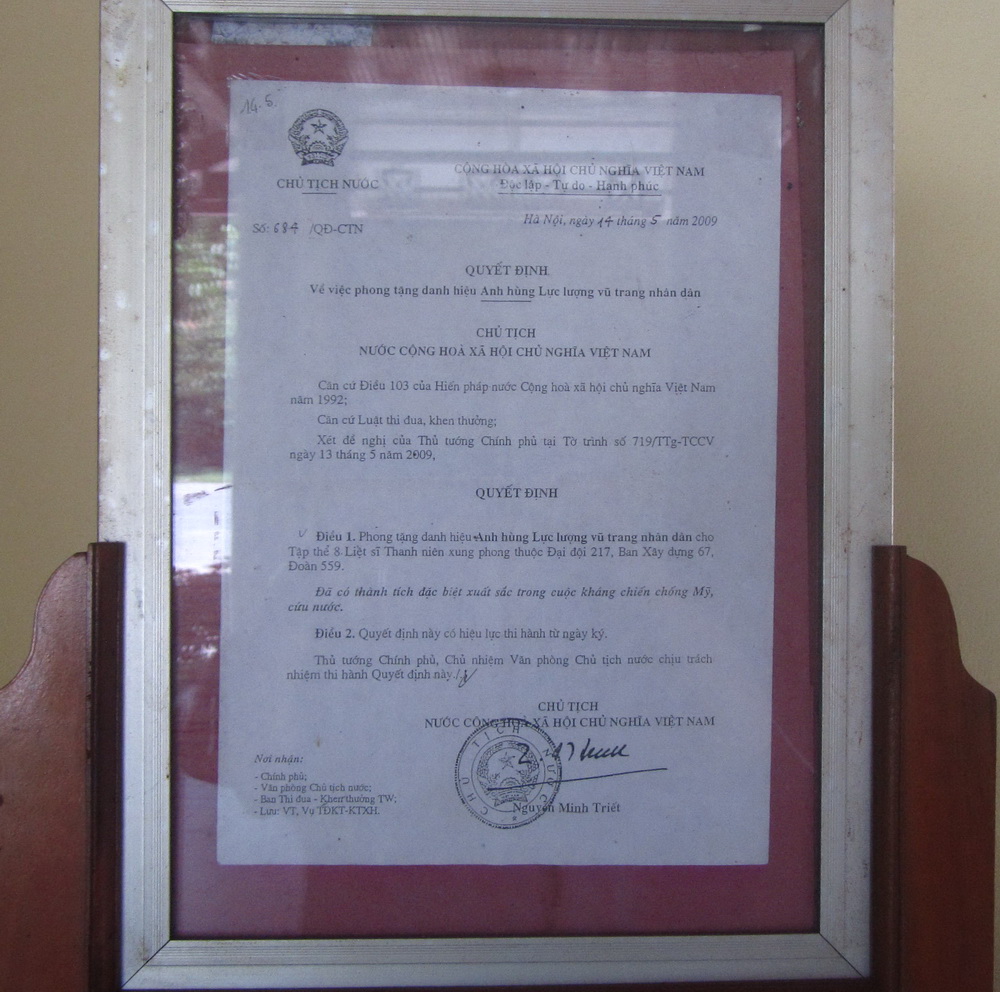 14.5.
CHỦ TỊCH NƯỚC
CỘNG HÒA XÃ HỘI CHỦ NGHĨA VIỆT NAM
Độc lập - Tự do - Hạnh phúc
Số: 684 /QĐ-CTN
Hà Nội, ngày 14 tháng 5 năm 2009
QUYẾT ĐỊNH
Về việc phong tặng danh hiệu Anh hùng Lực lượng vũ trang nhân dân
CHỦ TỊCH
NƯỚC CỘNG HOÀ XÃ HỘI CHỦ NGHĨA VIỆT NAM
Căn cứ Điều 103 của Hiến pháp nước Cộng hoà xã hội chủ nghĩa Việt Nam
năm 1992;
Căn cứ Luật thi đua, khen thưởng;
Xét đề nghị của Thủ tướng Chính phủ tại Tờ trình số 719/TTg-TCCV
ngày 13 tháng 5 năm 2009,
QUYẾT ĐỊNH
Điều 1. Phong tặng danh hiệu Anh hùng Lực lượng vũ trang nhân dân cho
Tập thể 8 Liệt sĩ Thanh niên xung phong thuộc Đại đội 217, Ban Xây dựng 67,
Đoàn 559.
Đã có thành tích đặc biệt xuất sắc trong cuộc kháng chiến chống Mỹ,
cứu nước.
Điều 2. Quyết định này có hiệu lực thi hành từ ngày ký.
Thủ tướng Chính phủ, Chủ nhiệm Văn phòng Chủ tịch nước chịu trách
nhiệm thi hành Quyết định này./.
CHỦ TỊCH
NƯỚC CỘNG HOÀ XÃ HỘI CHỦ NGHĨA VIỆT NAM
CHỦ TỊCH NƯỚC
Nguyễn Minh Triết
Nơi nhận:
- Chính phủ;
- Văn phòng Chủ tịch nước;
- Ban Thi đua - Khen thưởng TW;
- Lưu: VT, Vụ TĐKT-KTXH.